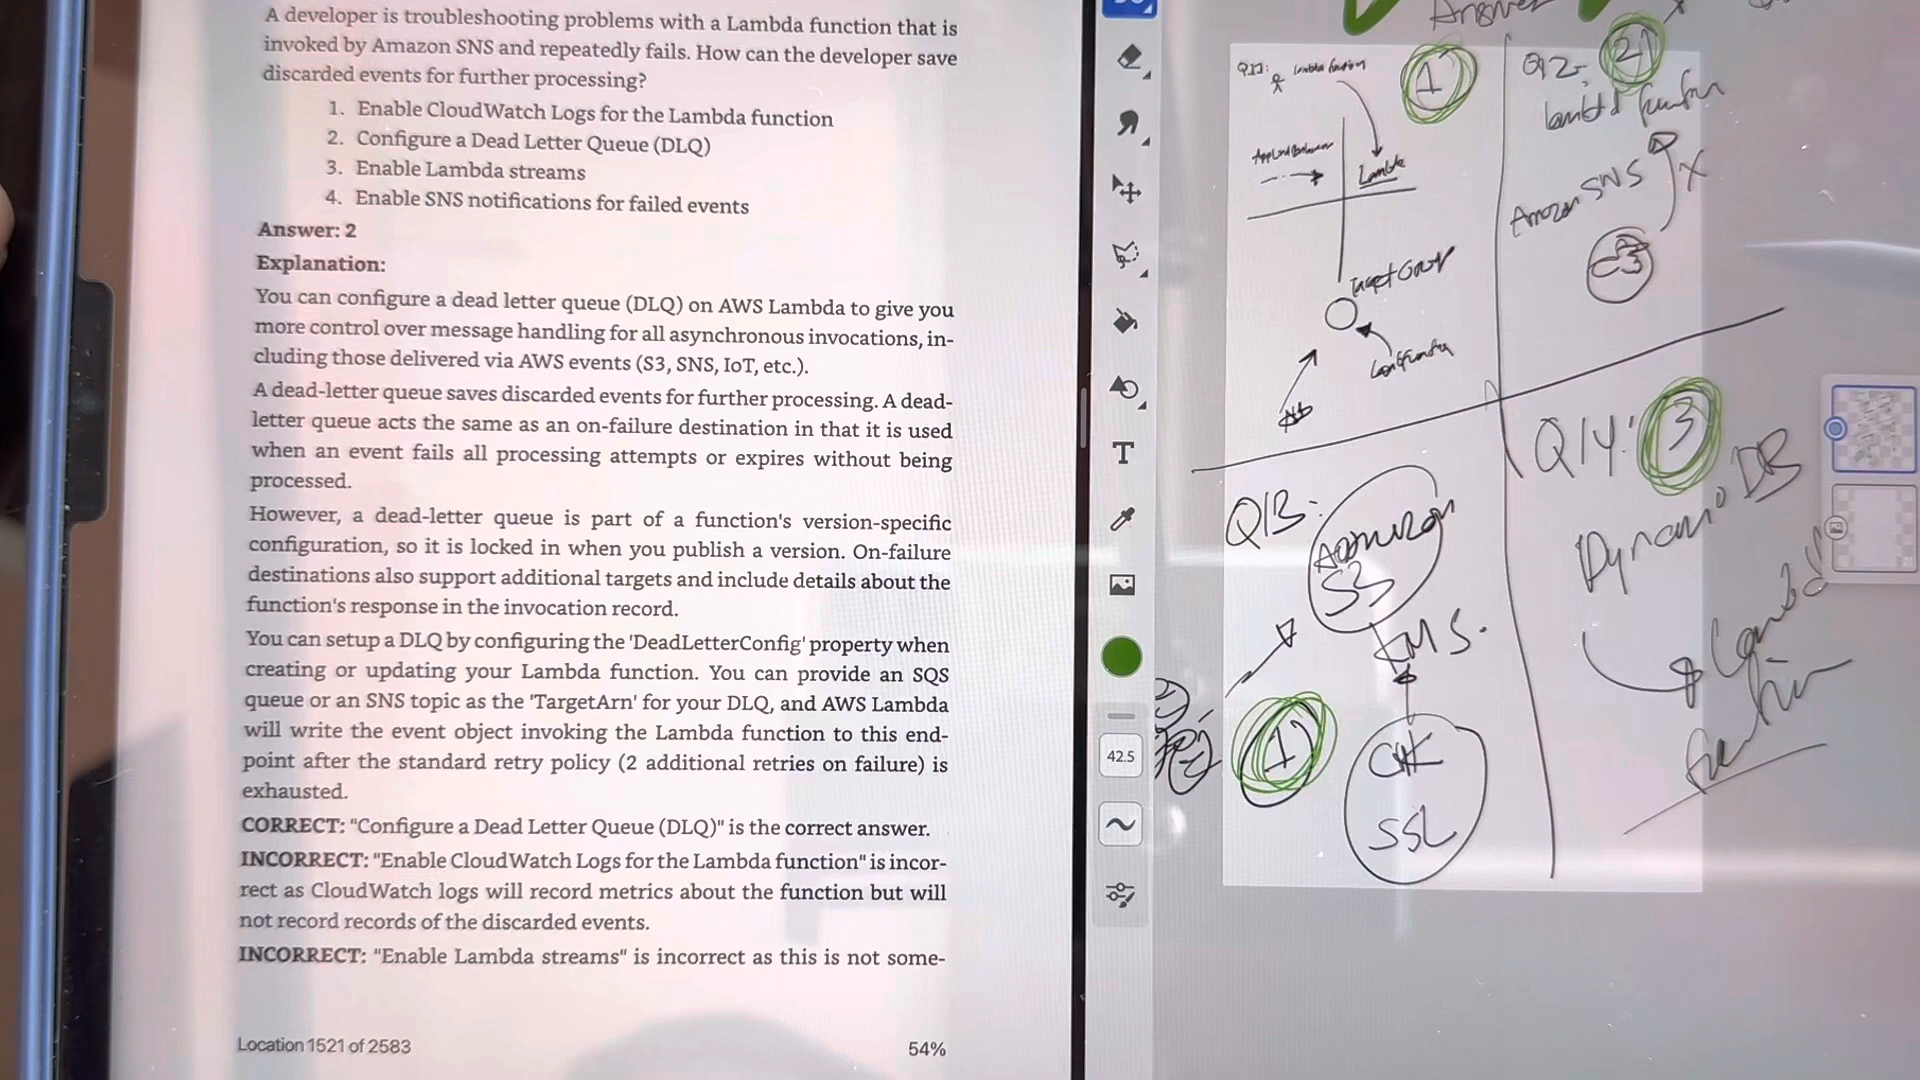 A developer is troubleshooting problems with a Lambda function that is
invoked by Amazon SNS and repeatedly fails. How can the developer save
discarded events for further processing?
1. Enable CloudWatch Logs for the Lambda function
2. Configure a Dead Letter Queue (DLQ)
3. Enable Lambda streams
4. Enable SNS notifications for failed events
Answer: 2
Explanation:
You can configure a dead letter queue (DLQ) on AWS Lambda to give you
more control over message handling for all asynchronous invocations, in-
cluding those delivered via AWS events (S3, SNS, IoT, etc.).
A dead-letter queue saves discarded events for further processing. A dead-
letter queue acts the same as an on-failure destination in that it is used
when an event fails all processing attempts or expires without being
processed.
However, a dead-letter queue is part of a function's version-specific
configuration, so it is locked in when you publish a version. On-failure
destinations also support additional targets and include details about the
function's response in the invocation record.
You can setup a DLQ by configuring the 'DeadLetterConfig' property when
creating or updating your Lambda function. You can provide an SQS
queue or an SNS topic as the 'TargetArn' for your DLQ, and AWS Lambda
will write the event object invoking the Lambda function to this end-
point after the standard retry policy (2 additional retries on failure) is
exhausted.
CORRECT: "Configure a Dead Letter Queue (DLQ)" is the correct answer.
INCORRECT: "Enable CloudWatch Logs for the Lambda function" is incor-
rect as CloudWatch logs will record metrics about the function but will
not record records of the discarded events.
INCORRECT: "Enable Lambda streams" is incorrect as this is not some-
Location 1521 of 2583
54%
T
42.5
Answer
1
Lambda
Target Group
Q12:
2
Amazon SNS
Q13:
S3
KMS.
1
SSL
Q14:
3
Dynamo DB